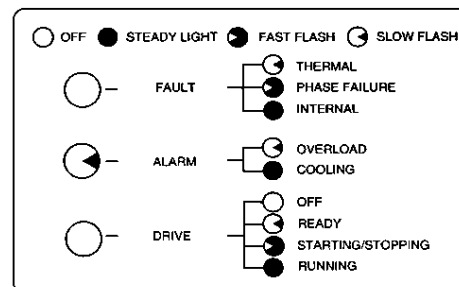 OFF STEADY LIGHT FAST FLASH SLOW FLASH
THERMAL
FAULT PHASE FAILURE
INTERNAL
OVERLOAD
ALARM
COOLING
OFF
READY
DRIVE
STARTING/STOPPING
RUNNING